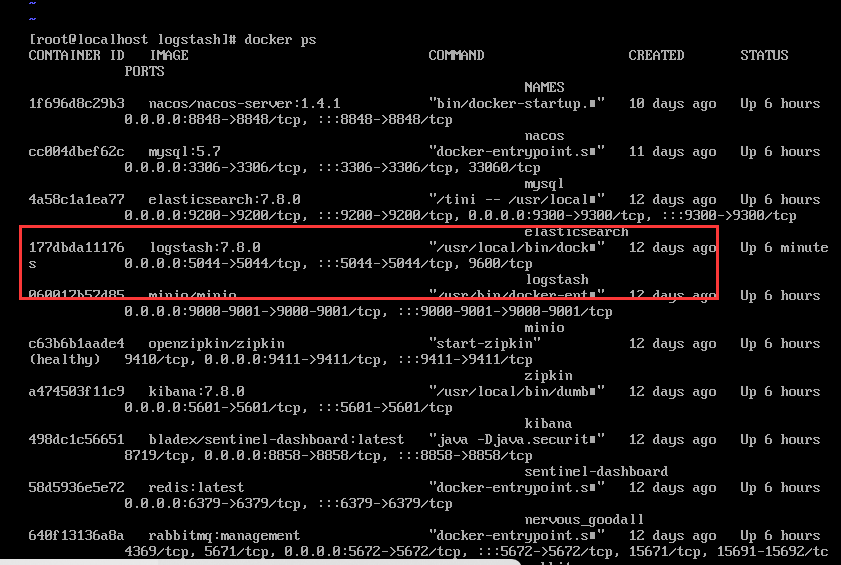 ~
~
[root@localhost logstash]# docker ps
CONTAINER ID IMAGE COMMAND CREATED STATUS
PORTS
NAMES
1f696d8c29b3 nacos/nacos-server:1.4.1 "bin/docker-startup.…" 10 days ago Up 6 hours
0.0.0.0:8848->8848/tcp, :::8848->8848/tcp
nacos
cc004dbef62c mysql:5.7 "docker-entrypoint.s…" 11 days ago Up 6 hours
0.0.0.0:3306->3306/tcp, :::3306->3306/tcp, 33060/tcp
mysql
4a58c1a1ea77 elasticsearch:7.8.0 "/tini -- /usr/local…" 12 days ago Up 6 hours
0.0.0.0:9200->9200/tcp, :::9200->9200/tcp, 0.0.0.0:9300->9300/tcp, :::9300->9300/tcp
elasticsearch
177dbda11176 logstash:7.8.0 "/usr/local/bin/dock…" 12 days ago Up 6 minute
s 0.0.0.0:5044->5044/tcp, :::5044->5044/tcp, 9600/tcp
logstash
060012b52d85 minio/minio "/usr/bin/docker-ent…" 12 days ago Up 6 hours
0.0.0.0:9000-9001->9000-9001/tcp, :::9000-9001->9000-9001/tcp
minio
c63b6b1aade4 openzipkin/zipkin "start-zipkin" 12 days ago Up 6 hours
(healthy) 9410/tcp, 0.0.0.0:9411->9411/tcp, :::9411->9411/tcp
zipkin
a474503f11c9 kibana:7.8.0 "/usr/local/bin/dumb…" 12 days ago Up 6 hours
0.0.0.0:5601->5601/tcp, :::5601->5601/tcp
kibana
498dc1c56651 bladex/sentinel-dashboard:latest "java -Djava.securit…" 12 days ago Up 6 hours
8719/tcp, 0.0.0.0:8858->8858/tcp, :::8858->8858/tcp
sentinel-dashboard
58d5936e5e72 redis:latest "docker-entrypoint.s…" 12 days ago Up 6 hours
0.0.0.0:6379->6379/tcp, :::6379->6379/tcp
nervous_goodall
640f13136a8a rabbitmq:management "docker-entrypoint.s…" 12 days ago Up 6 hours
4369/tcp, 5671/tcp, 0.0.0.0:5672->5672/tcp, :::5672->5672/tcp, 15671/tcp, 15691-15692/tc